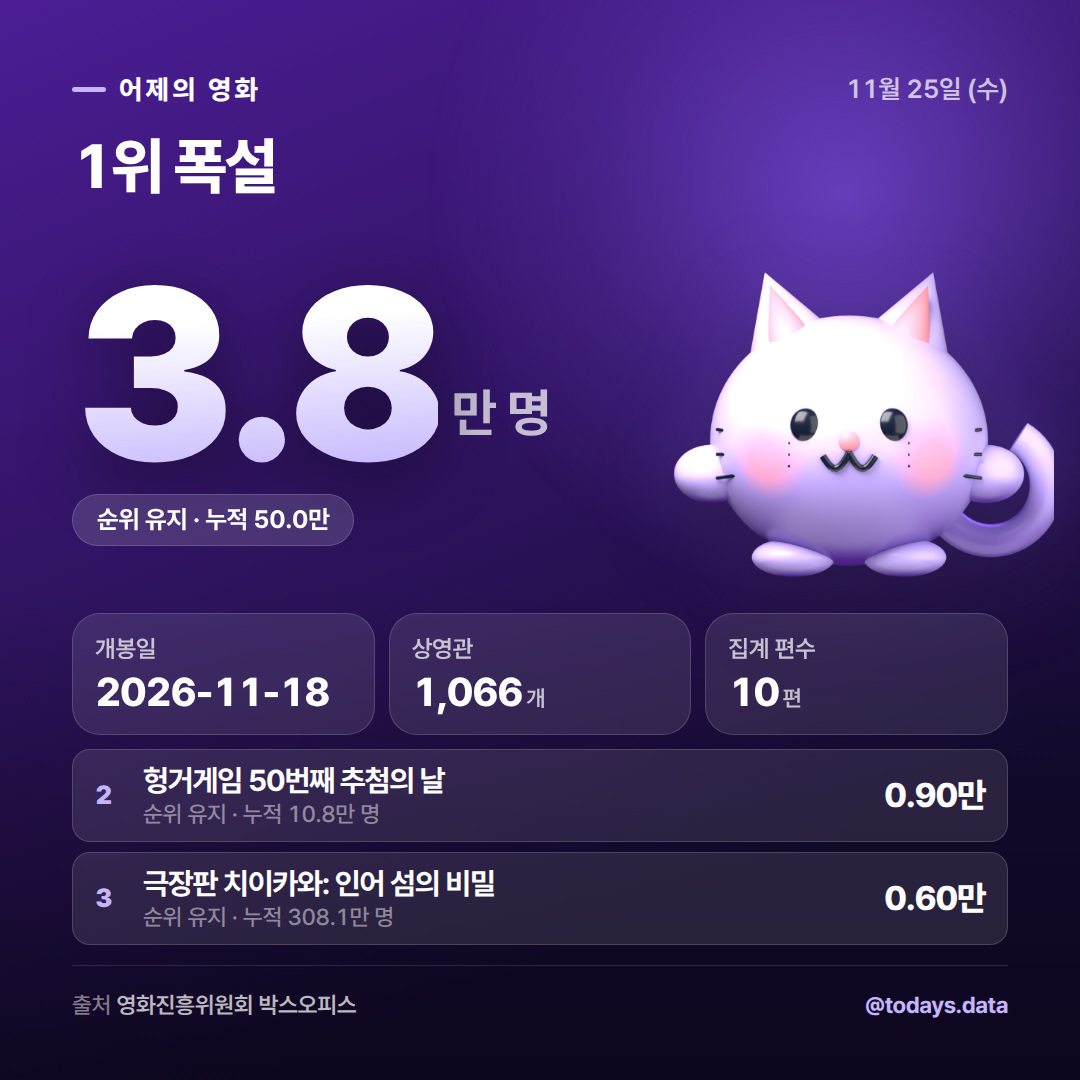 어제의 영화
11월 25일 (수)
1위 폭설
3.8만 명
순위 유지 · 누적 50.0만
개봉일
2026-11-18
상영관
1,066개
집계 편수
10편
2
헝거게임 50번째 추첨의 날
순위 유지 · 누적 10.8만 명
0.90만
3
극장판 치이카와: 인어 섬의 비밀
순위 유지 · 누적 308.1만 명
0.60만
출처 영화진흥위원회 박스오피스
@todays.data